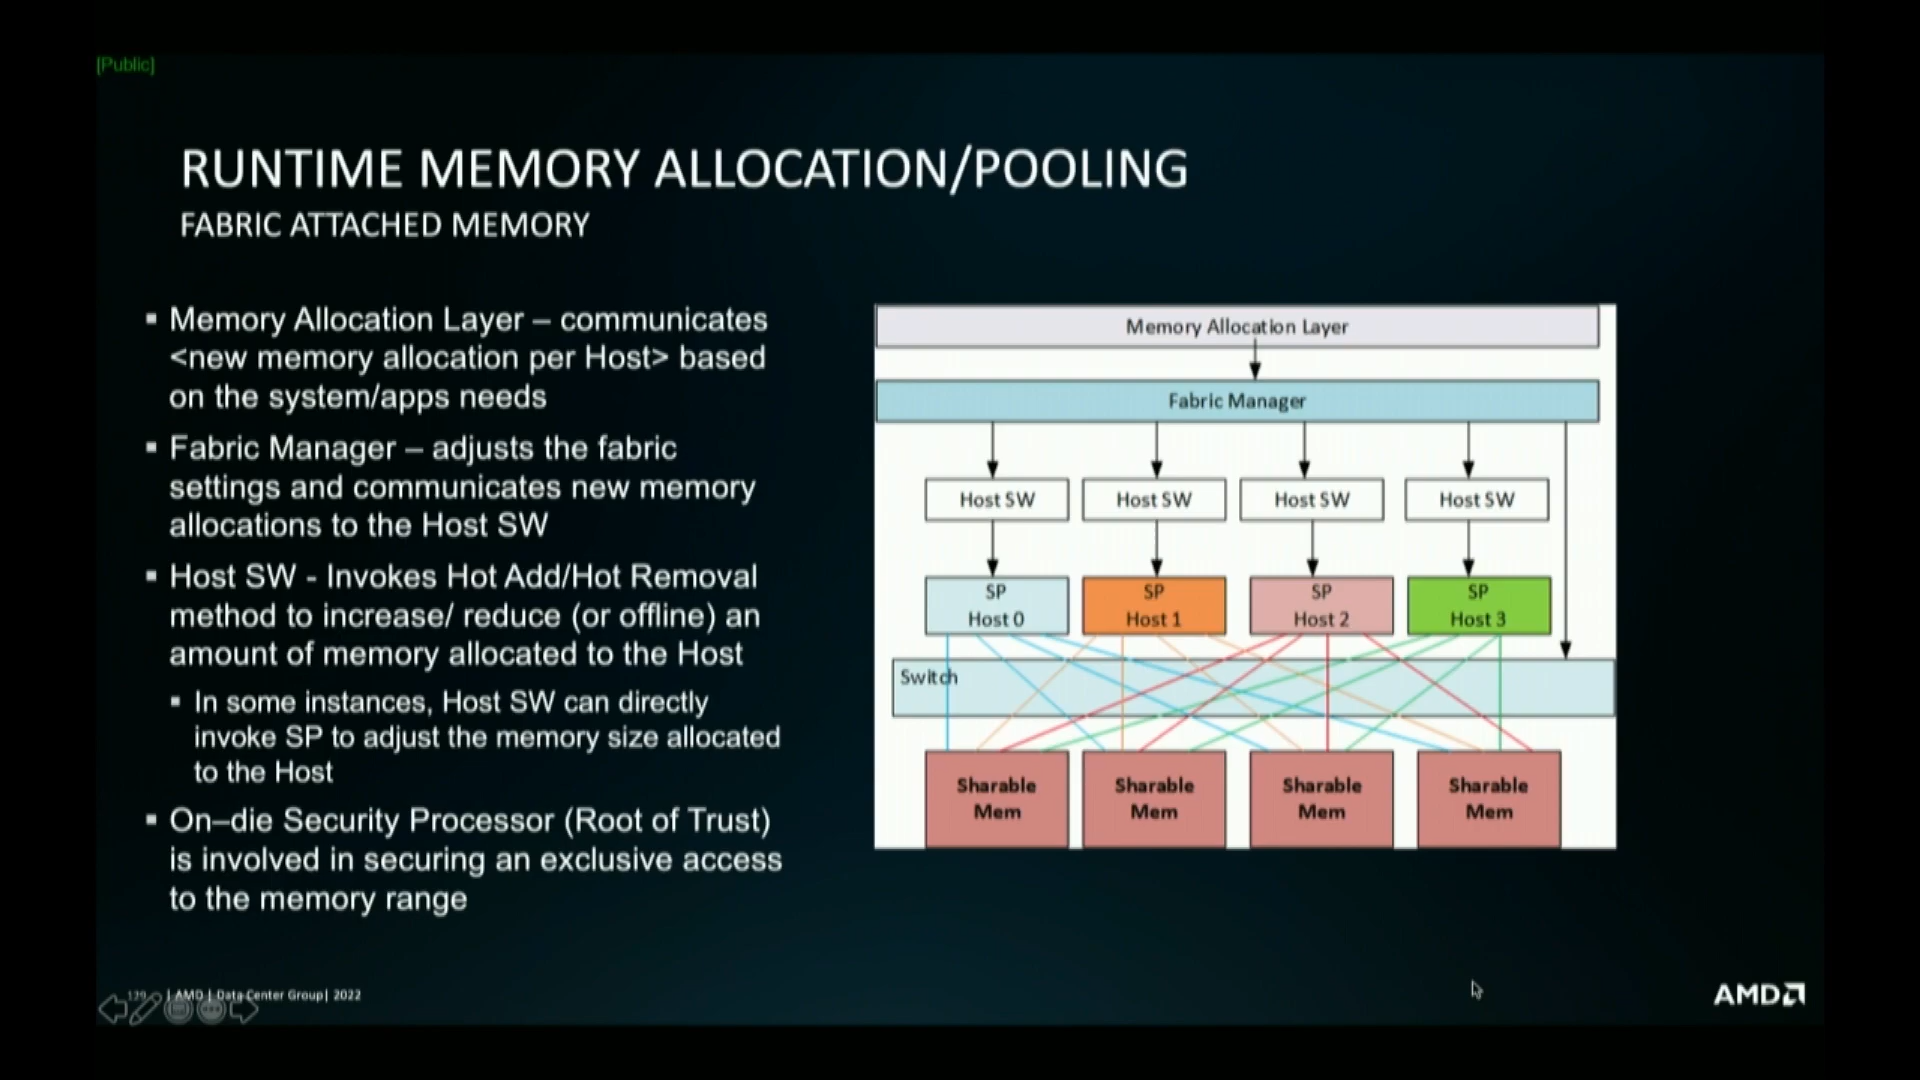 [Public]
RUNTIME MEMORY ALLOCATION/POOLING
FABRIC ATTACHED MEMORY
▪ Memory Allocation Layer – communicates
<new memory allocation per Host> based
on the system/apps needs
▪ Fabric Manager – adjusts the fabric
settings and communicates new memory
allocations to the Host SW
▪ Host SW - Invokes Hot Add/Hot Removal
method to increase/ reduce (or offline) an
amount of memory allocated to the Host
▪ In some instances, Host SW can directly
invoke SP to adjust the memory size allocated
to the Host
▪ On–die Security Processor (Root of Trust)
is involved in securing an exclusive access
to the memory range
Memory Allocation Layer
Fabric Manager
Host SW Host SW Host SW Host SW
SP SP SP SP
Host 0 Host 1 Host 2 Host 3
Switch
Sharable Sharable Sharable Sharable
Mem Mem Mem Mem
| AMD | Data Center Group| 2022
AMD